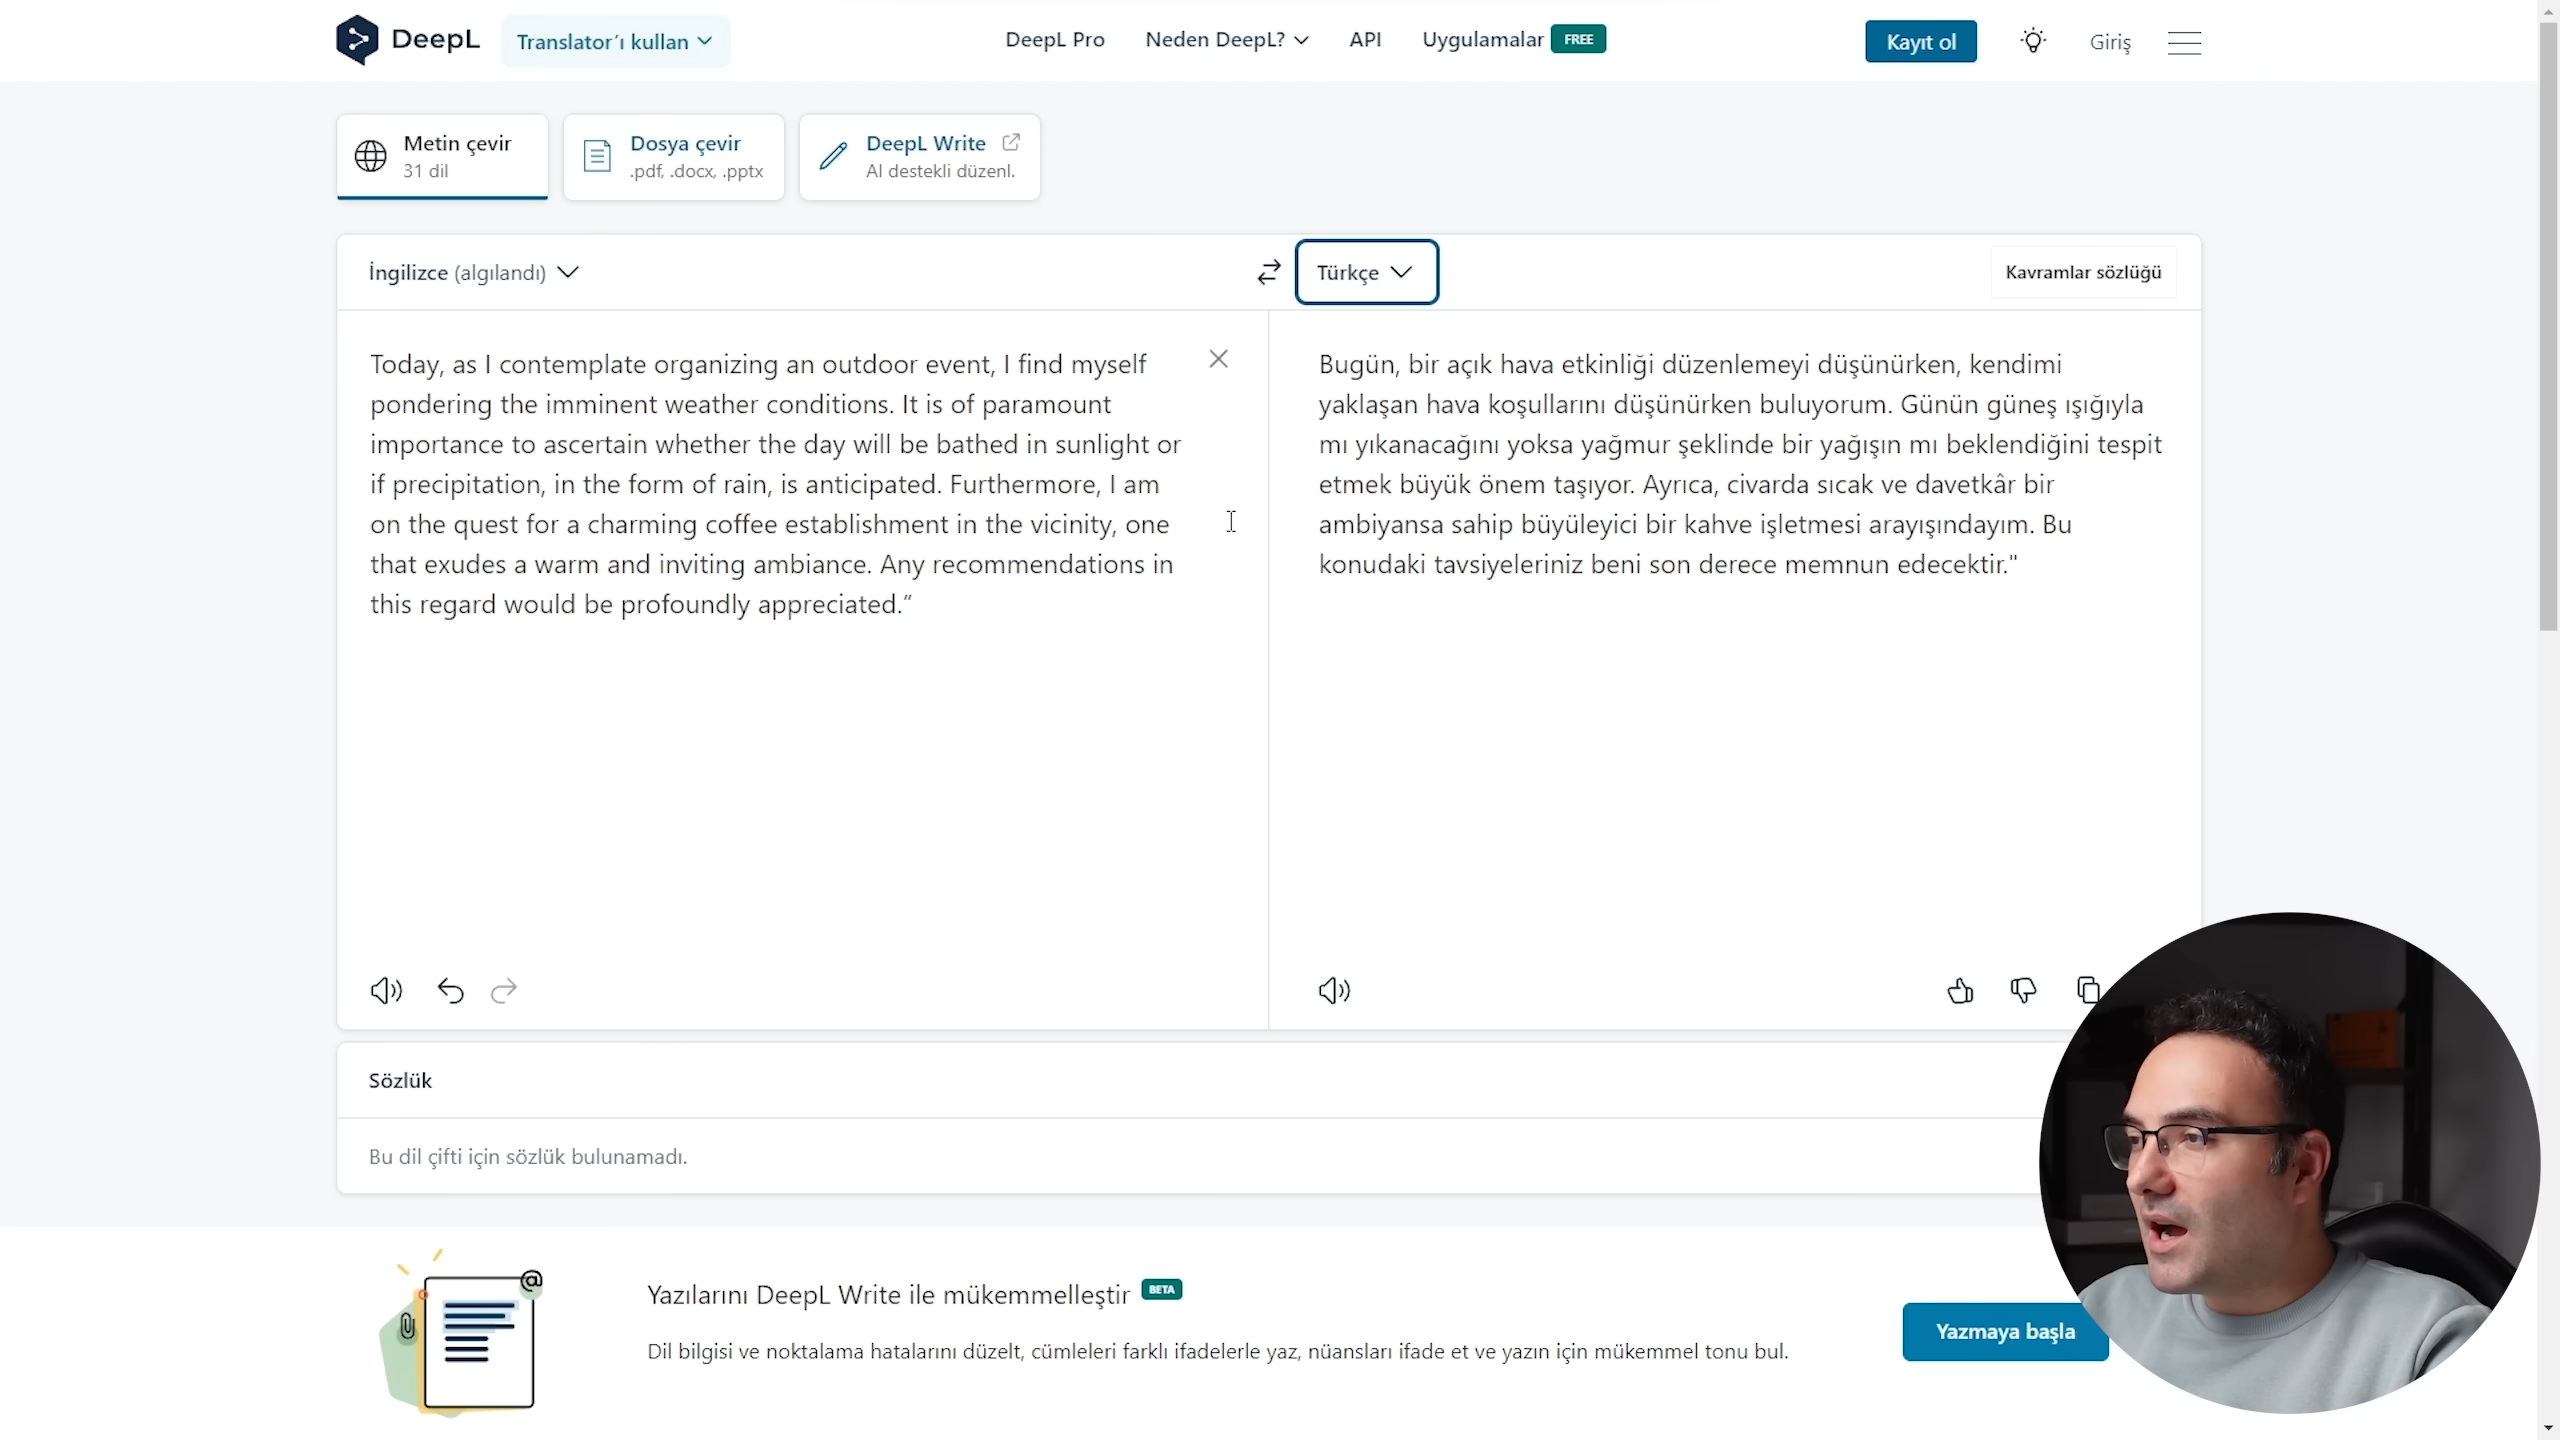 DeepL
Translator'ı kullan
DeepL Pro
Neden DeepL?
API
Uygulamalar FREE
Kayıt ol
Giriş
Metin çevir
31 dil
Dosya çevir
.pdf, .docx, .pptx
DeepL Write
AI destekli düzenl.
İngilizce (algılandı)
Türkçe
Kavramlar sözlüğü
Today, as I contemplate organizing an outdoor event, I find myself
pondering the imminent weather conditions. It is of paramount
importance to ascertain whether the day will be bathed in sunlight or
if precipitation, in the form of rain, is anticipated. Furthermore, I am
on the quest for a charming coffee establishment in the vicinity, one
that exudes a warm and inviting ambiance. Any recommendations in
this regard would be profoundly appreciated.”
Bugün, bir açık hava etkinliği düzenlemeyi düşünürken, kendimi
yaklaşan hava koşullarını düşünürken buluyorum. Günün güneş ışığıyla
mı yıkanacağını yoksa yağmur şeklinde bir yağışın mı beklendiğini tespit
etmek büyük önem taşıyor. Ayrıca, civarda sıcak ve davetkâr bir
ambiyansa sahip büyüleyici bir kahve işletmesi arayışındayım. Bu
konudaki tavsiyeleriniz beni son derece memnun edecektir."
Sözlük
Bu dil çifti için sözlük bulunamadı.
@
Yazılarını DeepL Write ile mükemmelleştir BETA
Dil bilgisi ve noktalama hatalarını düzelt, cümleleri farklı ifadelerle yaz, nüansları ifade et ve yazın için mükemmel tonu bul.
Yazmaya başla